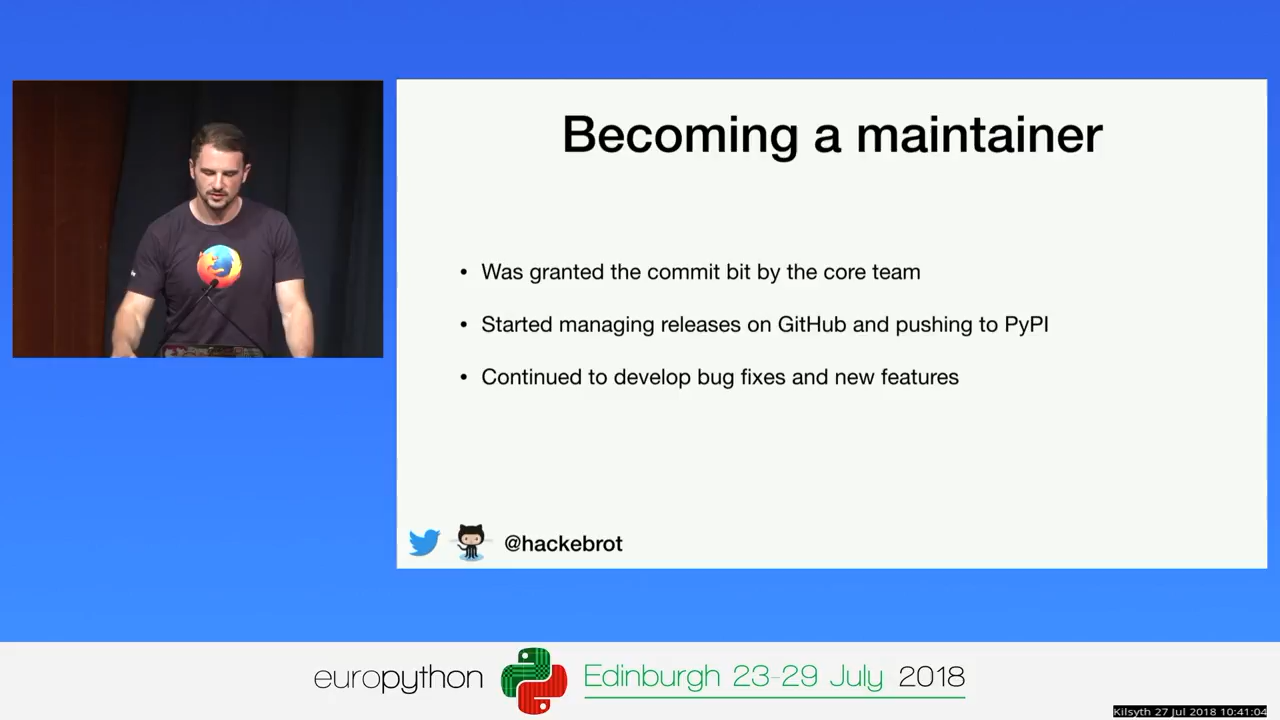 Becoming a maintainer
• Was granted the commit bit by the core team
• Started managing releases on GitHub and pushing to PyPI
• Continued to develop bug fixes and new features
@hackebrot
europython Edinburgh 23-29 July 2018
Kilsyth 27 Jul 2018 10:41:04